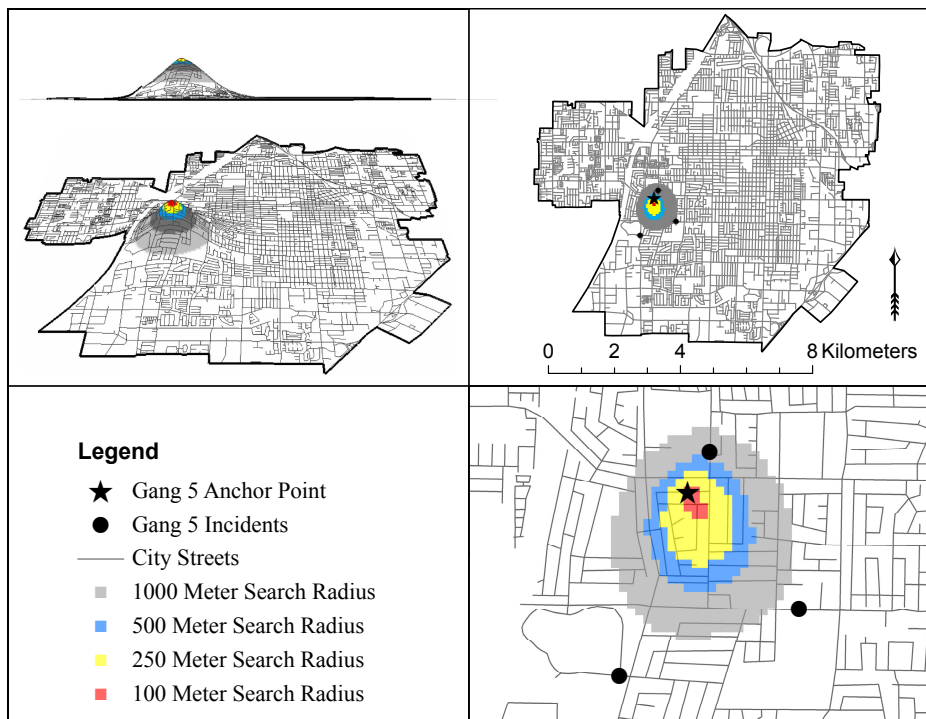 0 2 4 8 Kilometers
Legend
Gang 5 Anchor Point
Gang 5 Incidents
City Streets
1000 Meter Search Radius
500 Meter Search Radius
250 Meter Search Radius
100 Meter Search Radius